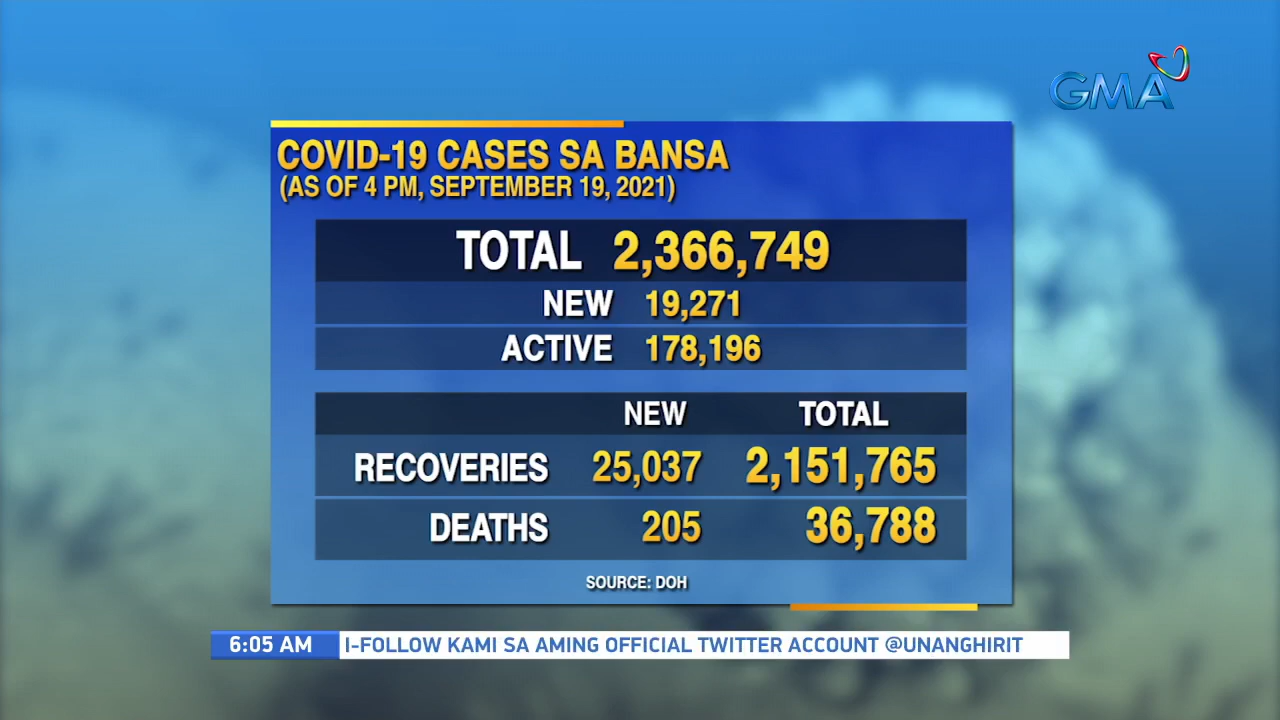 GMA
COVID-19 CASES SA BANSA
(AS OF 4 PM, SEPTEMBER 19, 2021)
TOTAL 2,366,749
NEW 19,271
ACTIVE 178,196
NEW TOTAL
RECOVERIES 25,037 2,151,765
DEATHS 205 36,788
SOURCE: DOH
6:05 AM I-FOLLOW KAMI SA AMING OFFICIAL TWITTER ACCOUNT @UNANGHIRIT